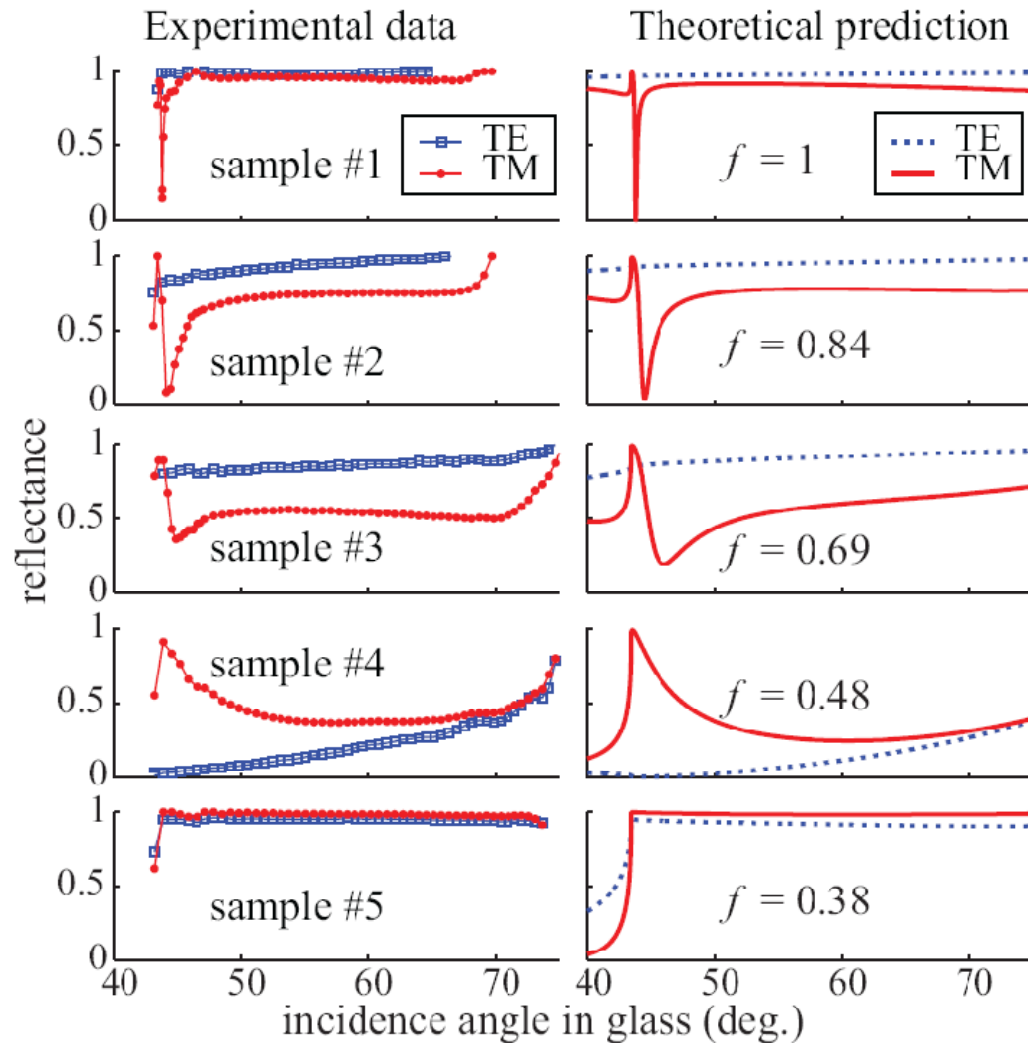 Experimental data
Theoretical prediction
1
0.5
0
TE
TM
sample #1
TE
TM
f = 1
1
0.5
0
sample #2
f = 0.84
1
0.5
0
sample #3
f = 0.69
1
0.5
0
sample #4
f = 0.48
1
0.5
0
sample #5
f = 0.38
reflectance
40 50 60 70 40 50 60 70
incidence angle in glass (deg.)